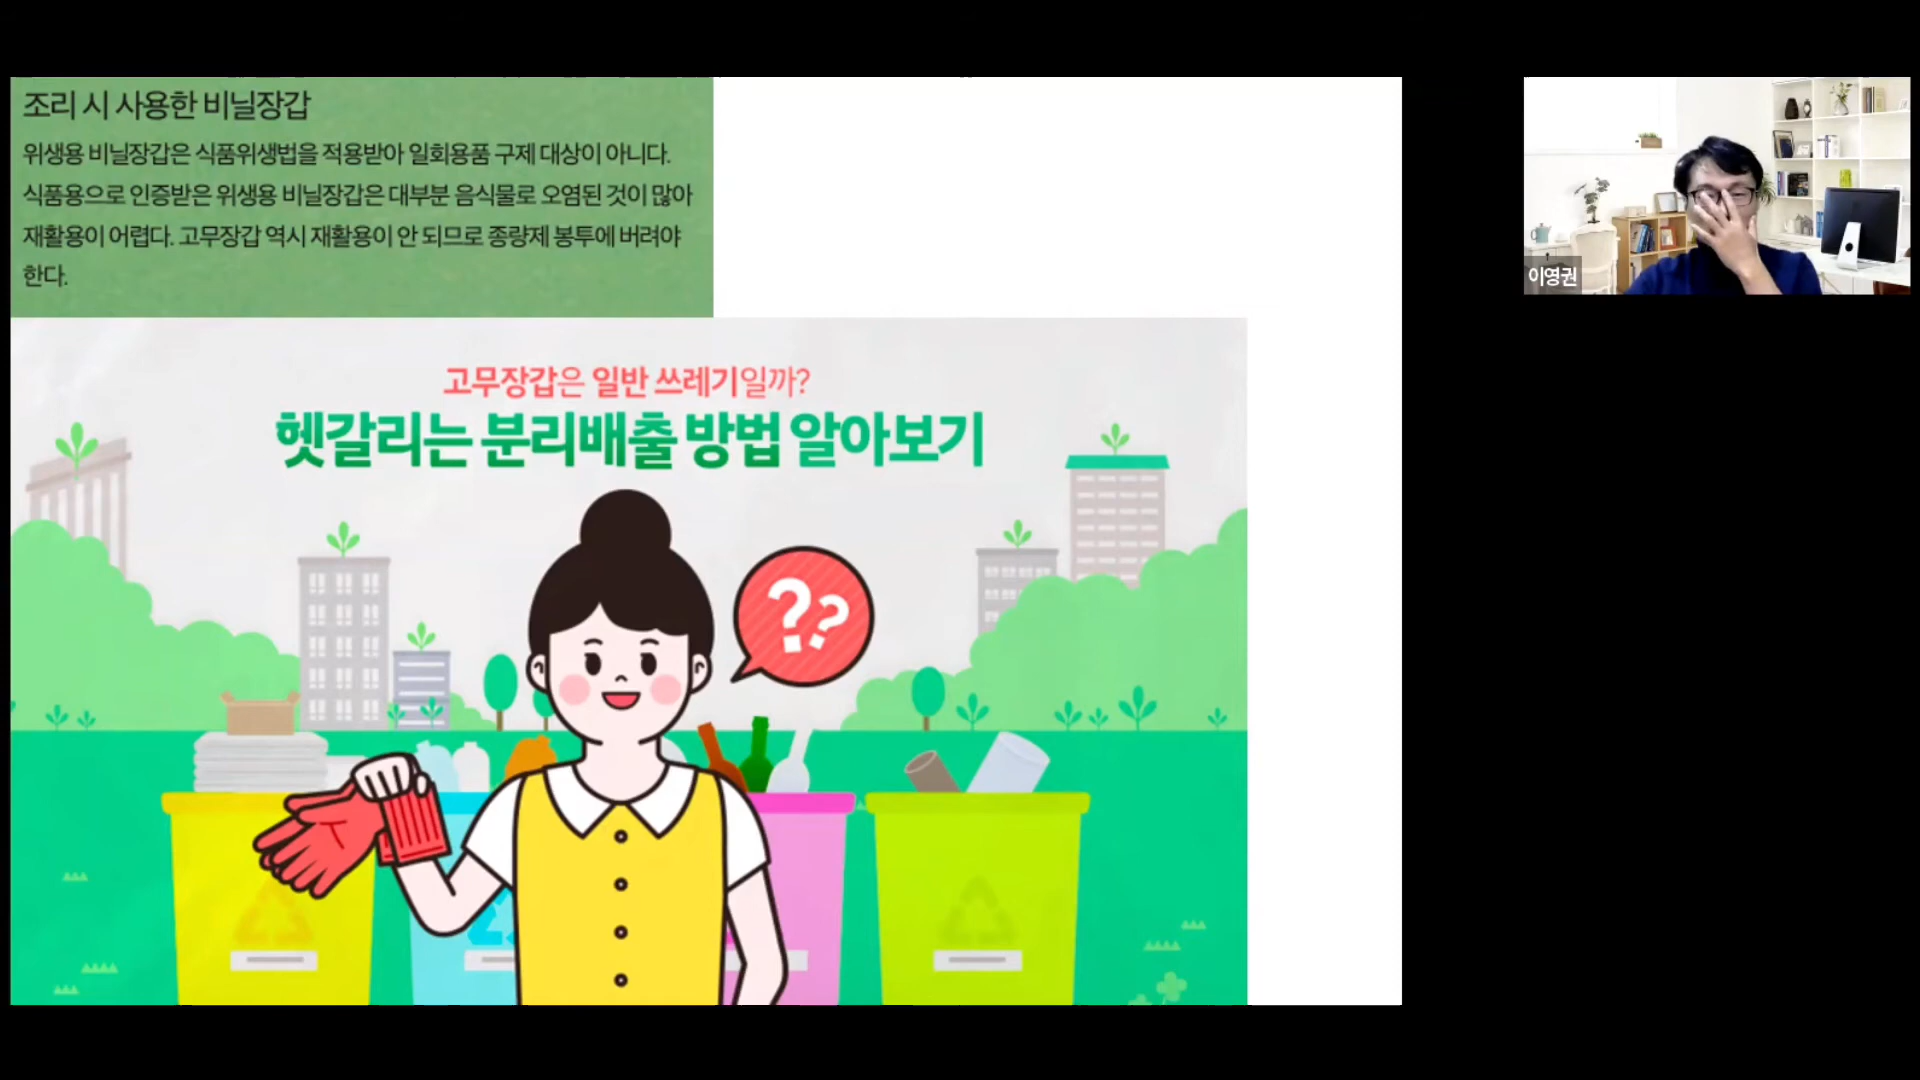 조리 시 사용한 비닐장갑
위생용 비닐장갑은 식품위생법을 적용받아 일회용품 구제 대상이 아니다.
식품용으로 인증받은 위생용 비닐장갑은 대부분 음식물로 오염된 것이 많아
재활용이 어렵다. 고무장갑 역시 재활용이 안 되므로 종량제 봉투에 버려야
한다.
고무장갑은 일반 쓰레기일까?
헷갈리는 분리배출 방법 알아보기
??
이영권